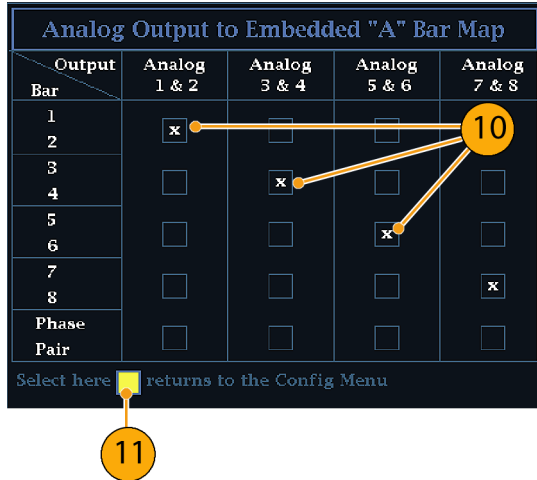 Analog Output to Embedded "A" Bar Map
Output Analog Analog Analog Analog
Bar 1 & 2 3 & 4 5 & 6 7 & 8
1
x 10
2
3
x
4
5
x
6
7
x
8
Phase
Pair
Select here returns to the Config Menu
11